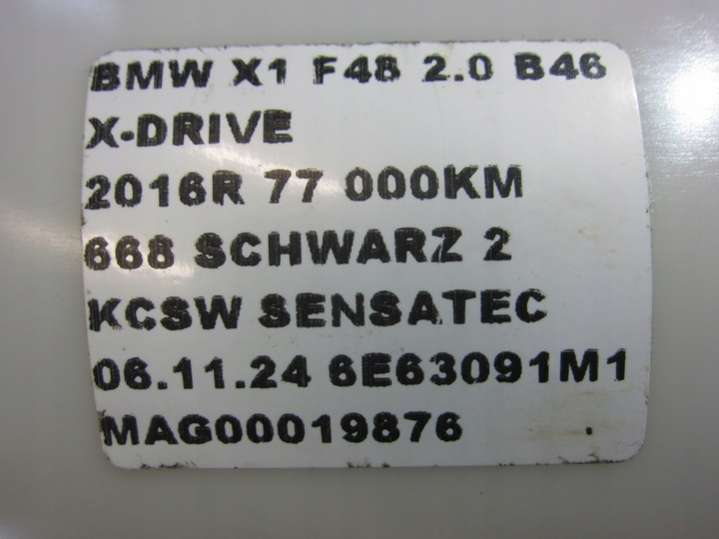 BMW X1 F48 2.0 B46
X-DRIVE
2016R 77 000KM
668 SCHWARZ 2
KCSW SENSATEC
06.11.24 6E63091M1
MAG00019876